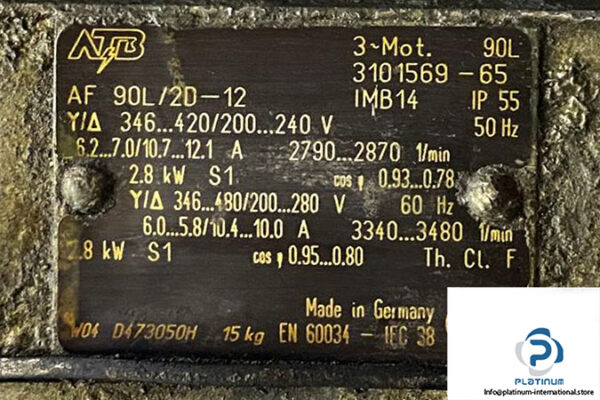 ATB 3~Mot. 90L
3101569-65
AF 90L/2D-12 IMB14 IP 55
Y/Δ 346...420/200...240 V 50 Hz
6.2...7.0/10.7...12.1 A 2790...2870 1/min
2.8 kW S1 cos φ 0.93...0.78
Y/Δ 346...480/200...280 V 60 Hz
6.0...5.8/10.4...10.0 A 3340...3480 1/min
2.8 kW S1 cos φ 0.95...0.80 Th. Cl. F
Made in Germany
W04 D473050H 15 kg EN 60034 - IEC 38
PLATINUM
Info@platinum-international.store